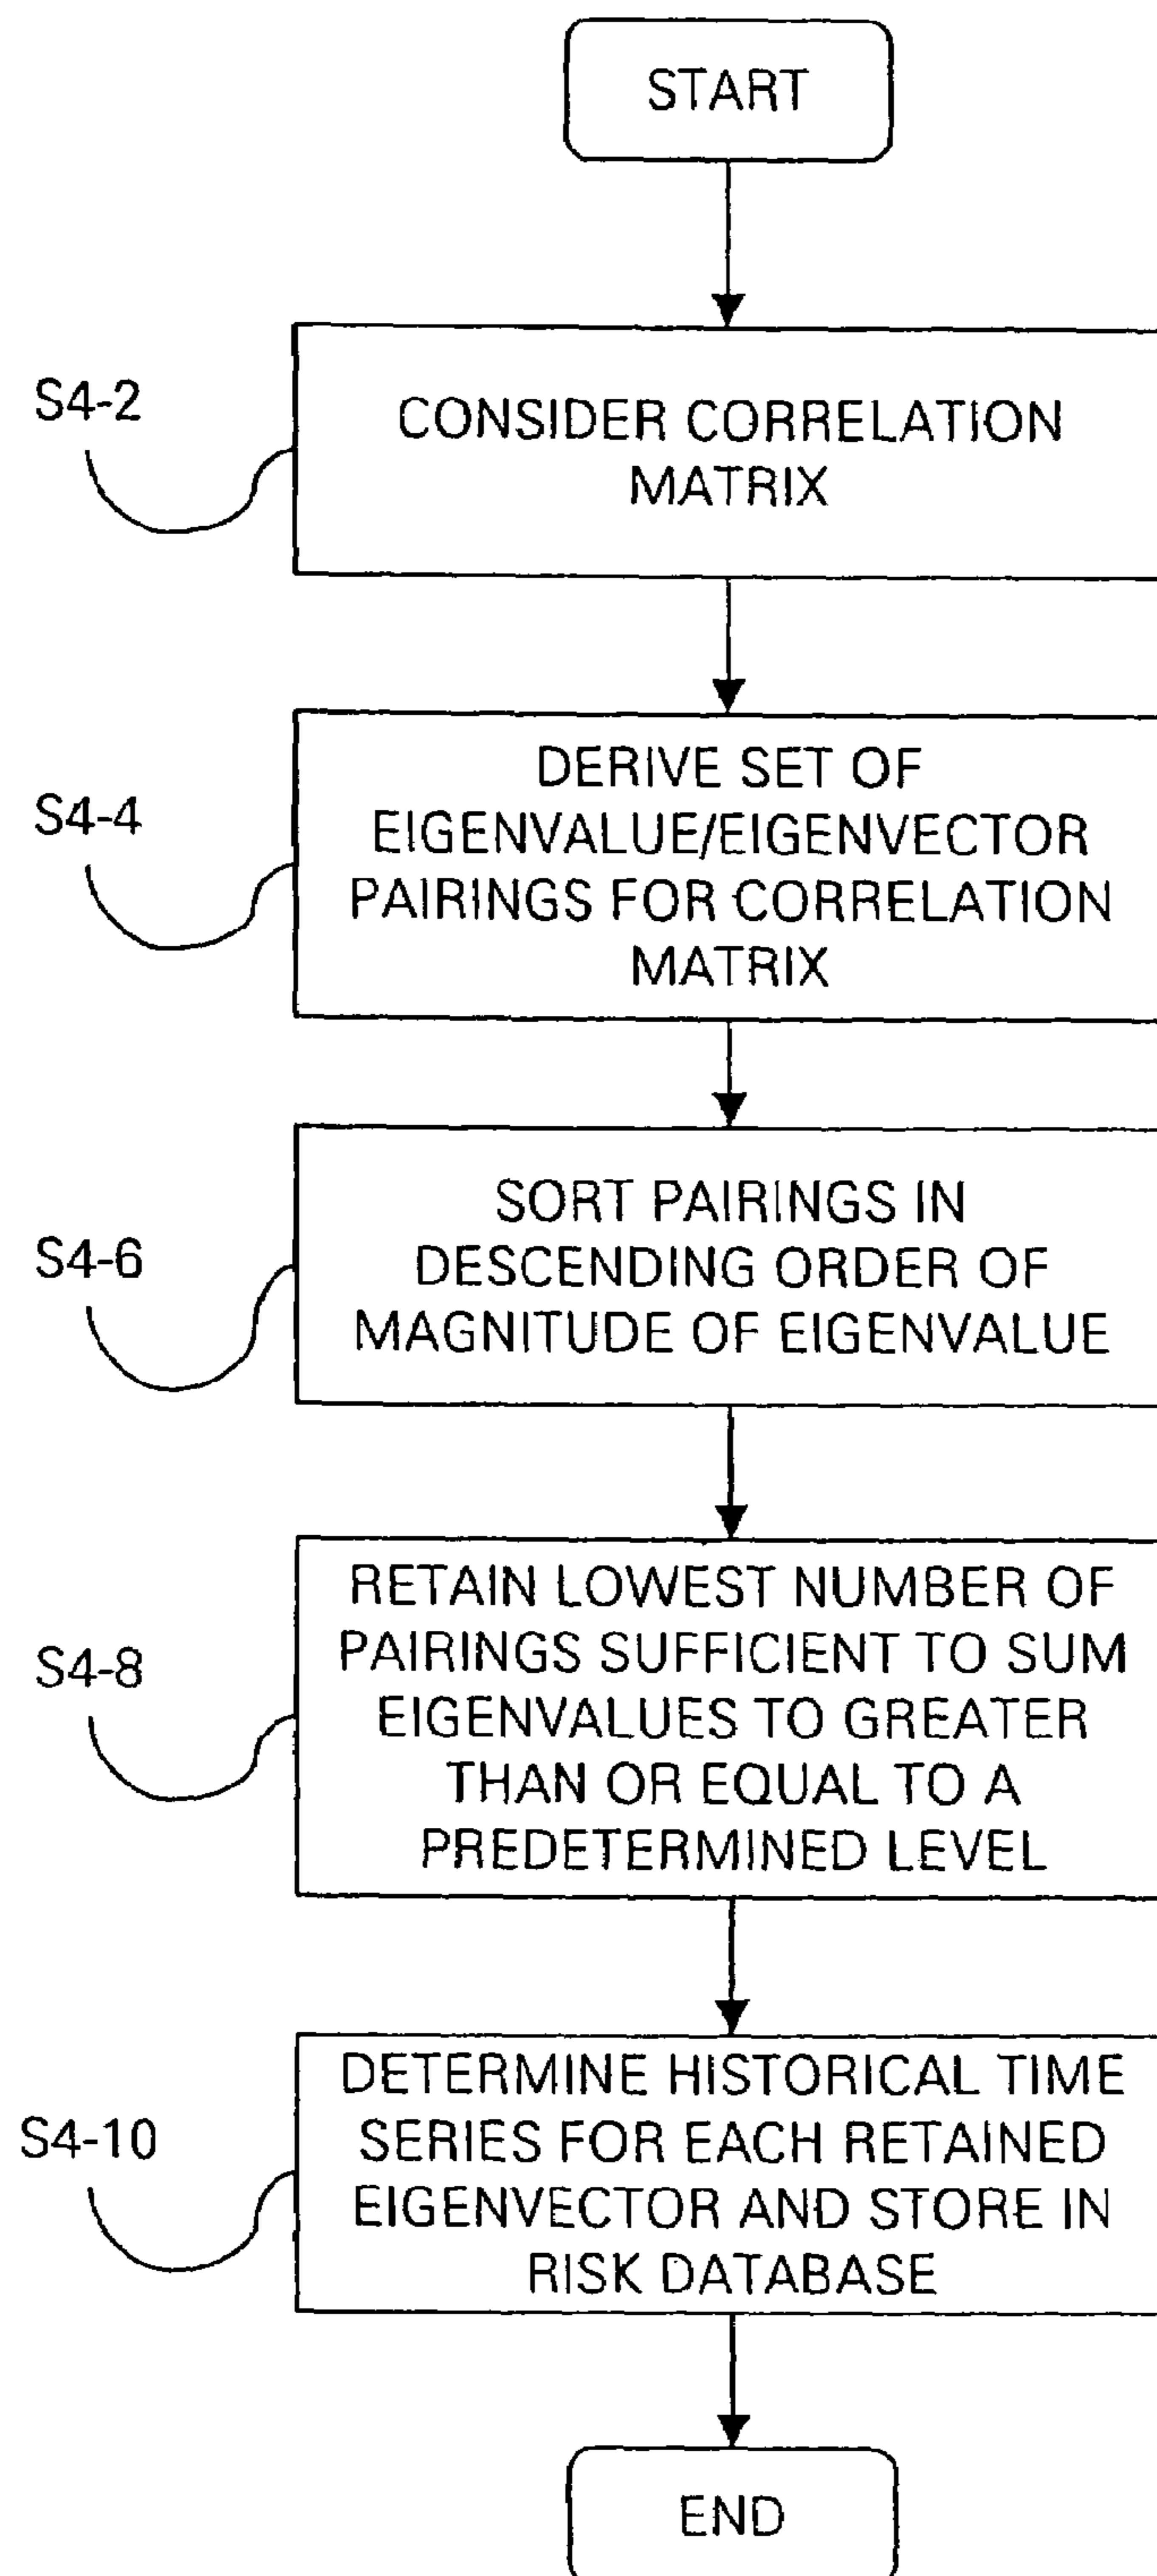 START
S4-2
CONSIDER CORRELATION
MATRIX
S4-4
DERIVE SET OF
EIGENVALUE/EIGENVECTOR
PAIRINGS FOR CORRELATION
MATRIX
S4-6
SORT PAIRINGS IN
DESCENDING ORDER OF
MAGNITUDE OF EIGENVALUE
S4-8
RETAIN LOWEST NUMBER OF
PAIRINGS SUFFICIENT TO SUM
EIGENVALUES TO GREATER
THAN OR EQUAL TO A
PREDETERMINED LEVEL
S4-10
DETERMINE HISTORICAL TIME
SERIES FOR EACH RETAINED
EIGENVECTOR AND STORE IN
RISK DATABASE
END